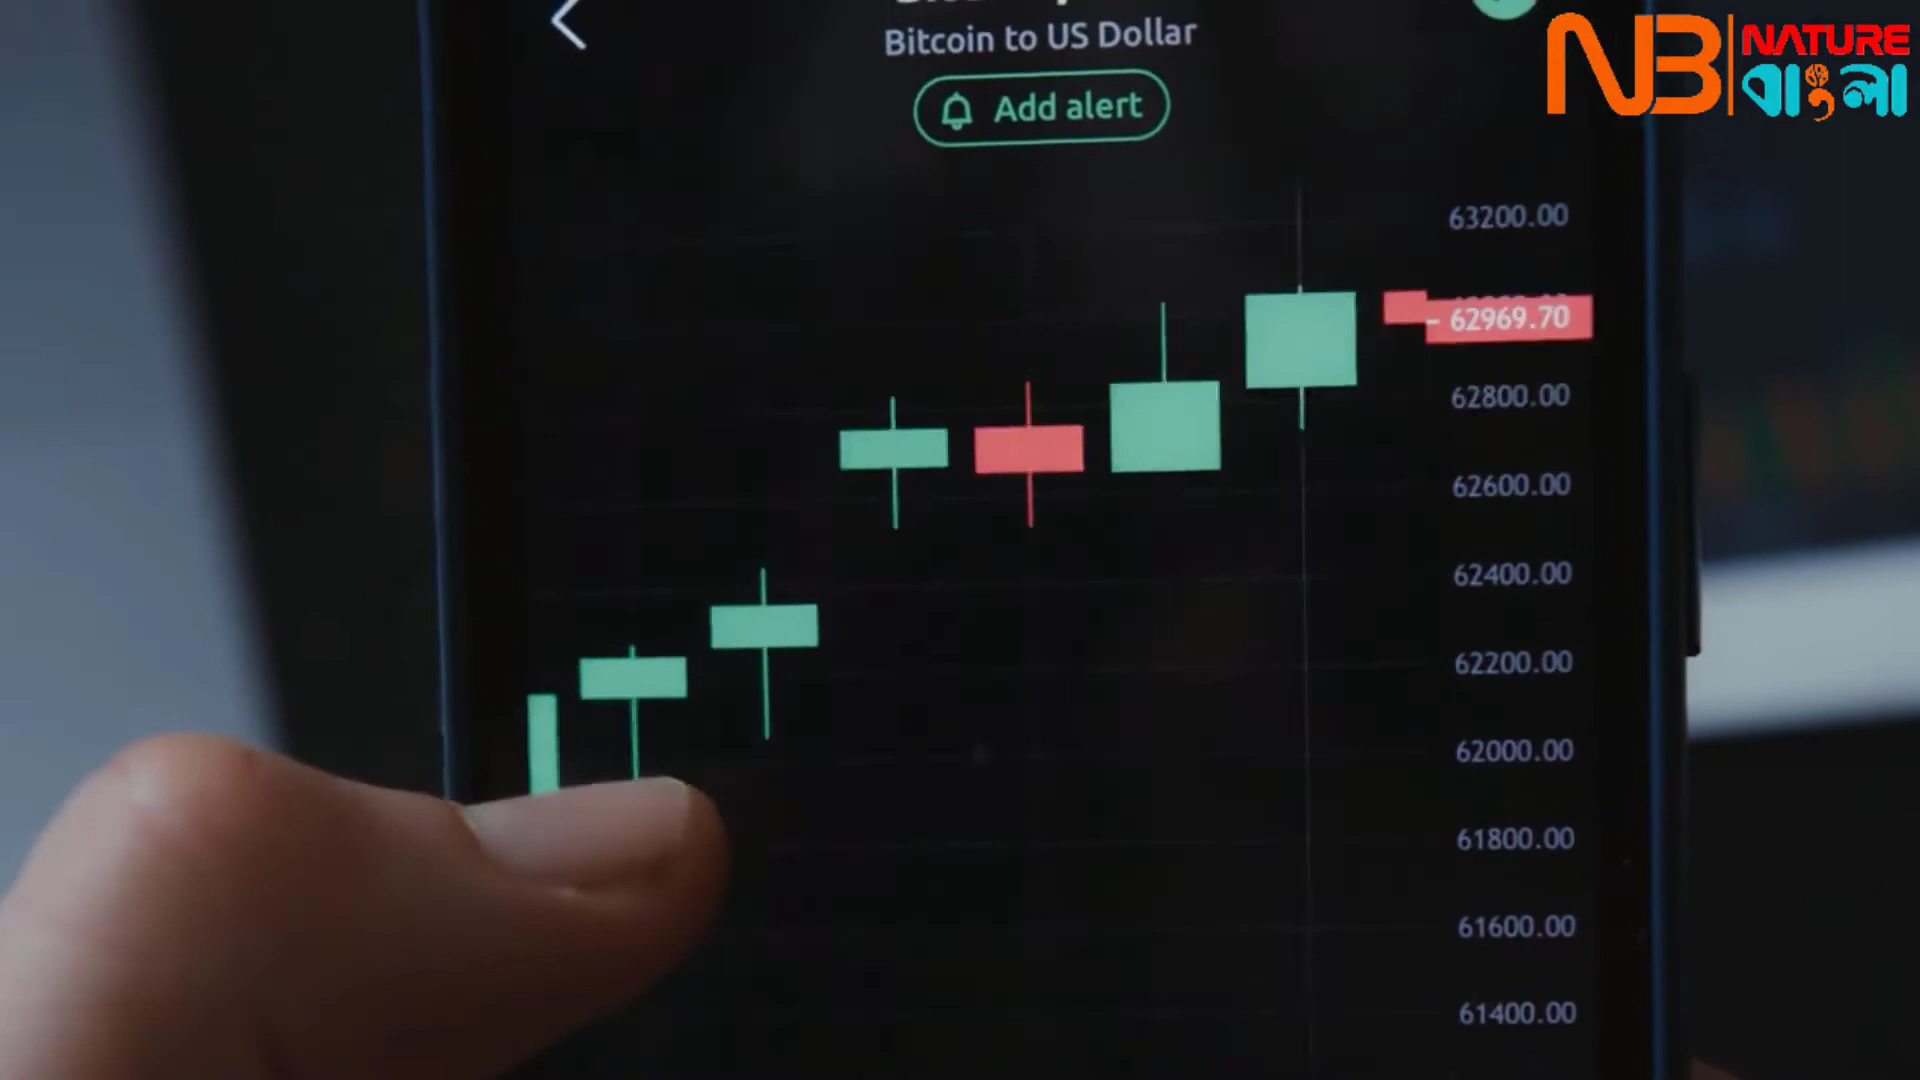 Bitcoin to US Dollar
Add alert
NB NATURE
বাংলা
63200.00
62969.70
62800.00
62600.00
62400.00
62200.00
62000.00
61800.00
61600.00
61400.00